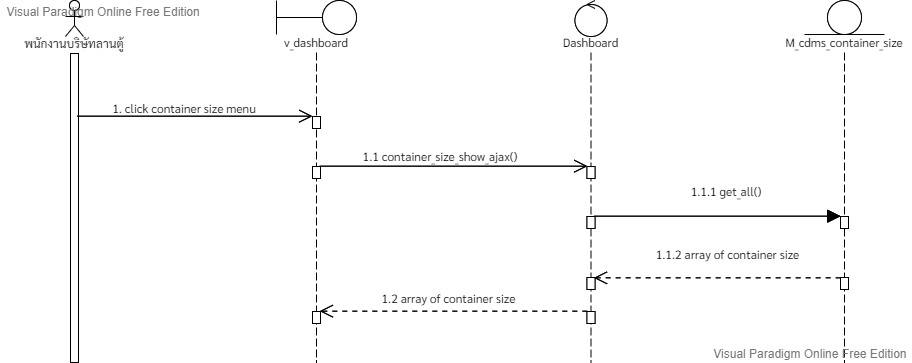 Visual Paradigm Online Free Edition
พนักงานบริษัทลานตู้
v_dashboard
Dashboard
M_cdms_container_size
1. click container size menu
1.1 container_size_show_ajax()
1.1.1 get_all()
1.1.2 array of container size
1.2 array of container size
Visual Paradigm Online Free Edition